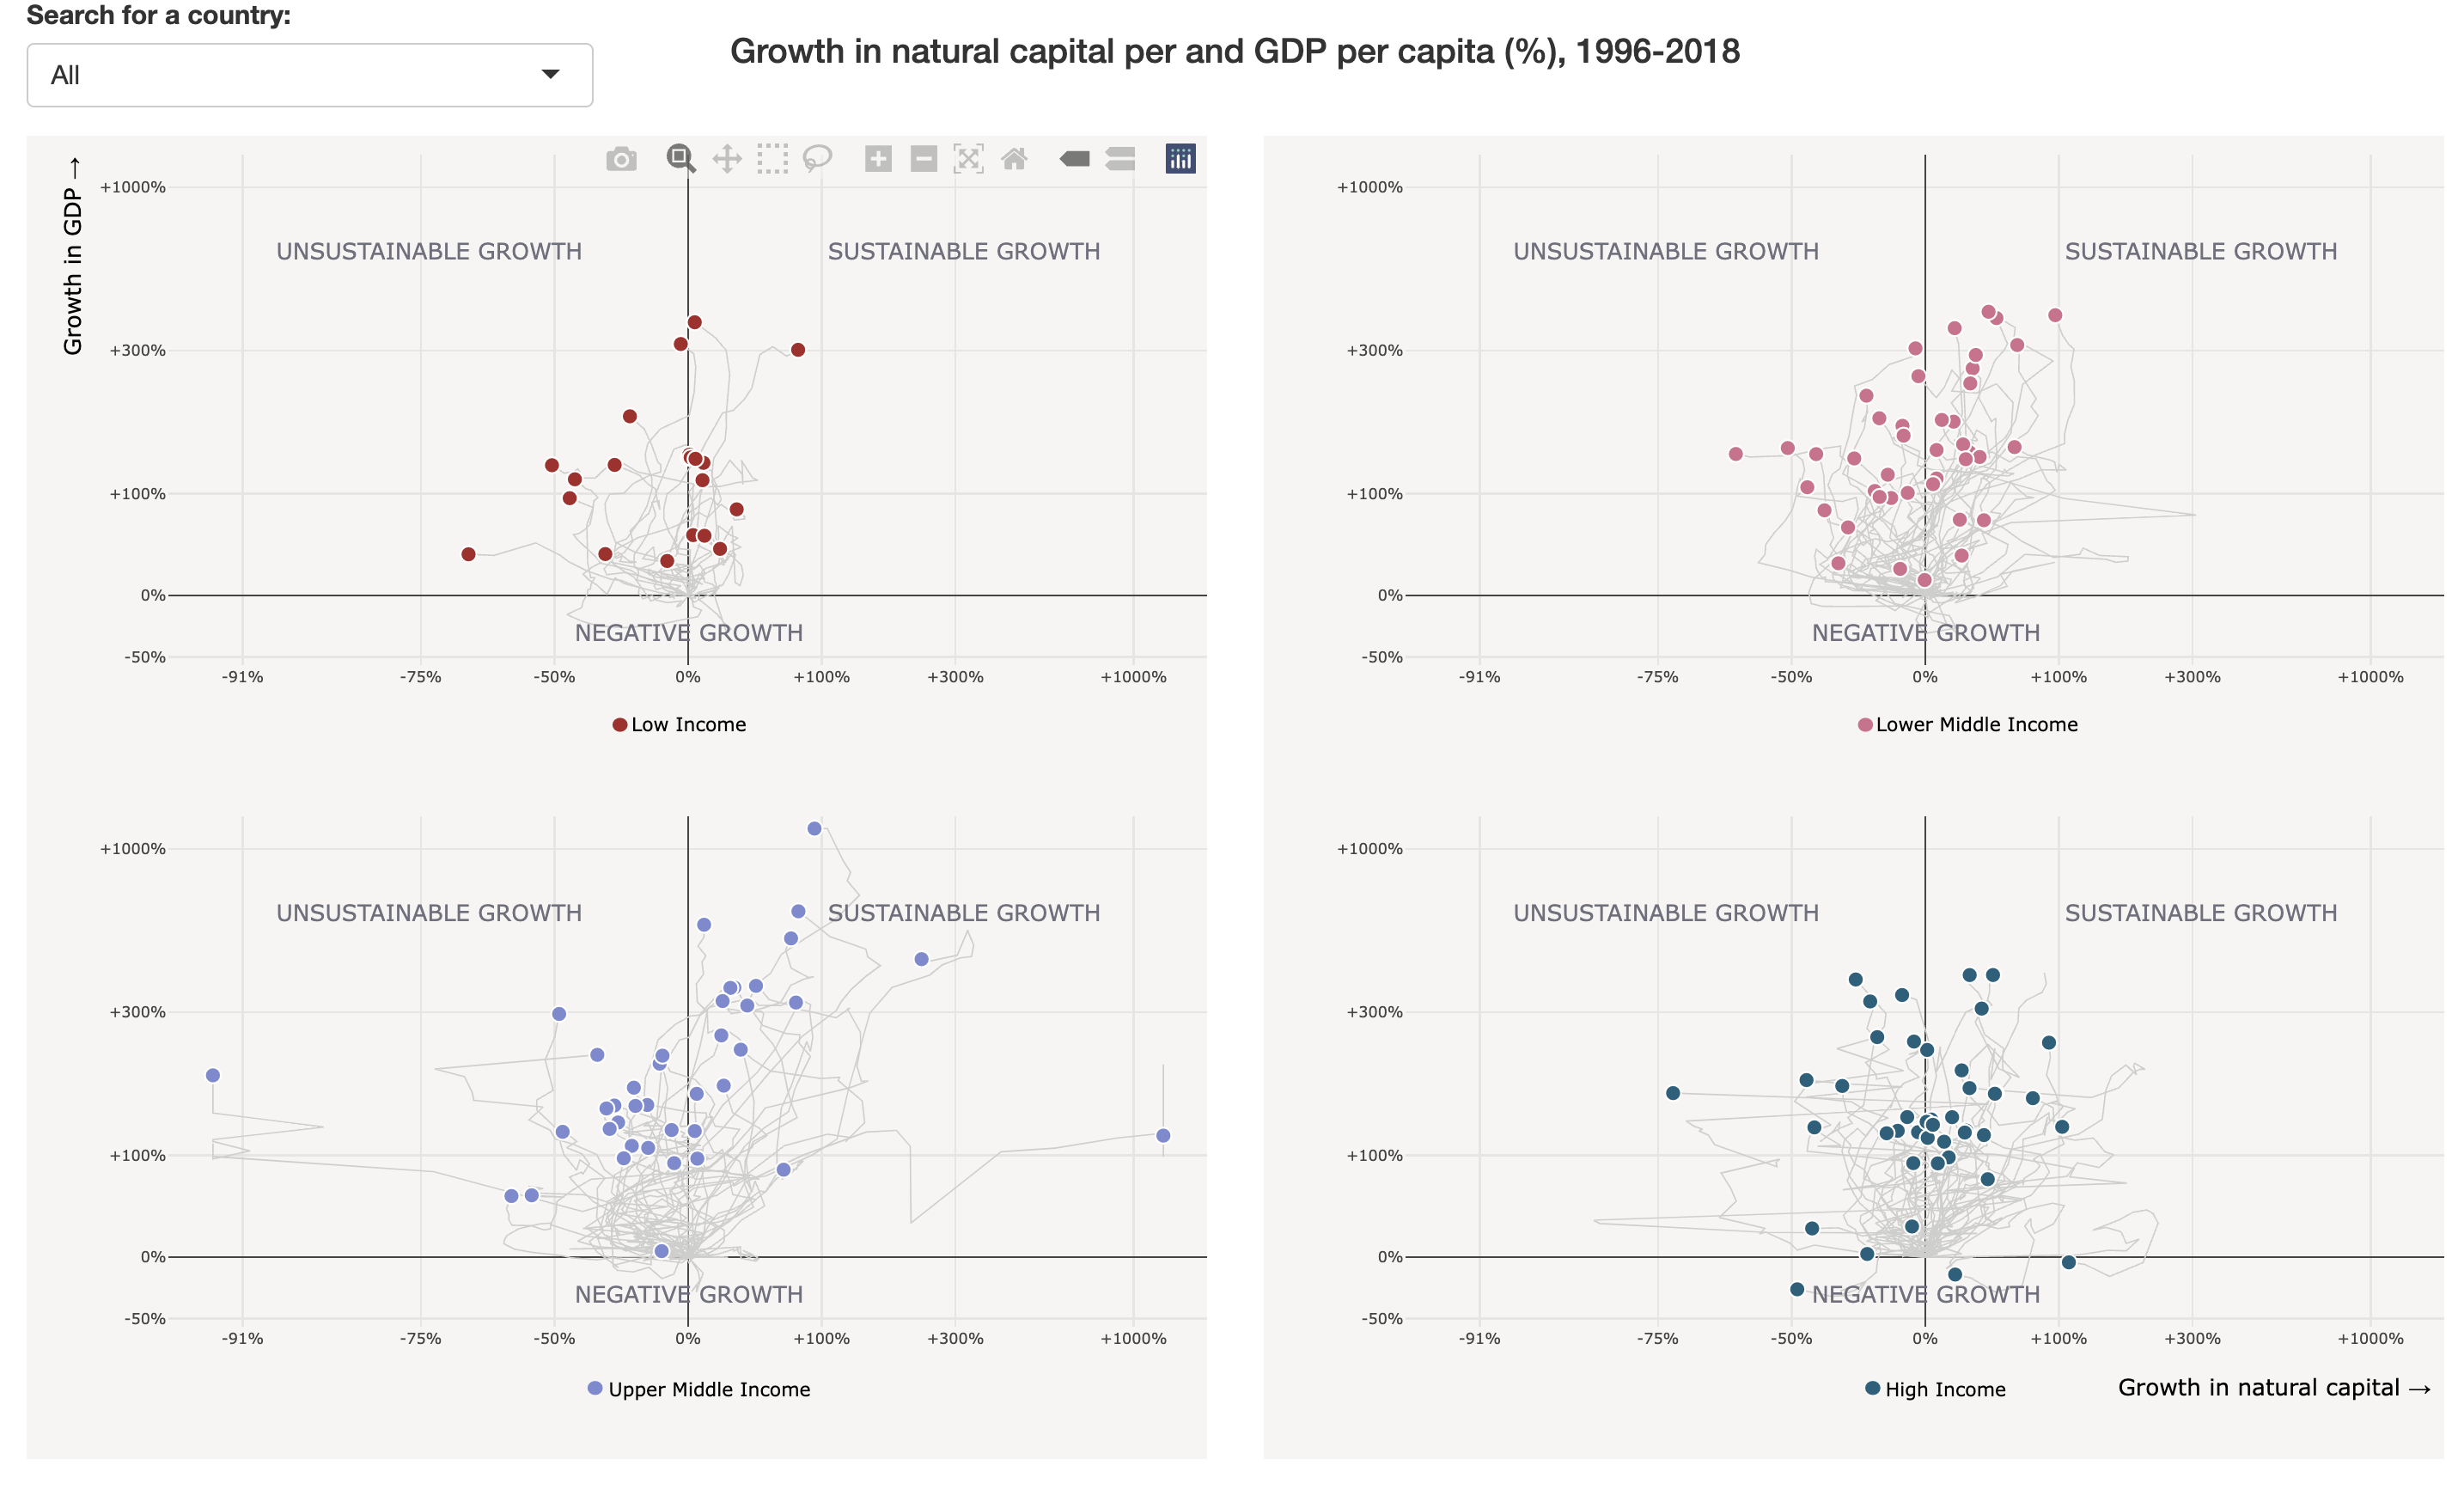 Search for a country:
All
Growth in natural capital per and GDP per capita (%), 1996-2018
Growth in GDP →
+1000%
UNSUSTAINABLE GROWTH
SUSTAINABLE GROWTH
+300%
+100%
0%
NEGATIVE GROWTH
-50%
-91%
-75%
-50%
0%
+100%
+300%
+1000%
Low Income
+1000%
UNSUSTAINABLE GROWTH
SUSTAINABLE GROWTH
+300%
+100%
0%
NEGATIVE GROWTH
-50%
-91%
-75%
-50%
0%
+100%
+300%
+1000%
Lower Middle Income
+1000%
UNSUSTAINABLE GROWTH
SUSTAINABLE GROWTH
+300%
+100%
0%
NEGATIVE GROWTH
-50%
-91%
-75%
-50%
0%
+100%
+300%
+1000%
Upper Middle Income
+1000%
UNSUSTAINABLE GROWTH
SUSTAINABLE GROWTH
+300%
+100%
0%
NEGATIVE GROWTH
-50%
-91%
-75%
-50%
0%
+100%
+300%
+1000%
High Income
Growth in natural capital →